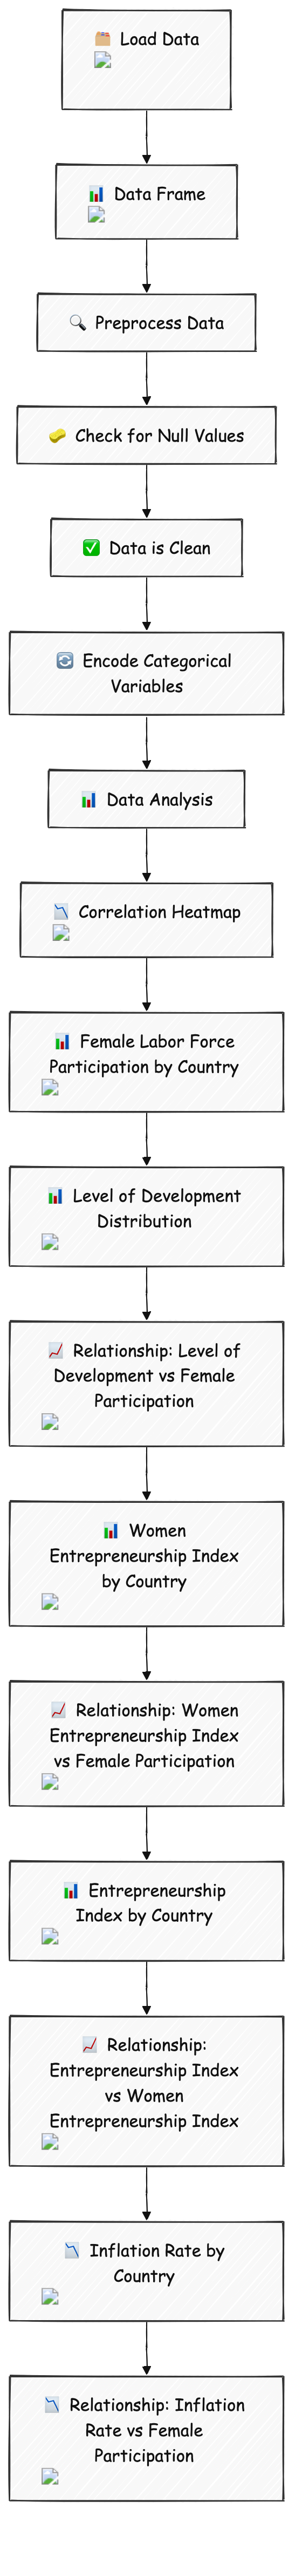 Load Data
Data Frame
Preprocess Data
Check for Null Values
Data is Clean
Encode Categorical
Variables
Data Analysis
Correlation Heatmap
Female Labor Force
Participation by Country
Level of Development
Distribution
Relationship: Level of
Development vs Female
Participation
Women
Entrepreneurship Index
by Country
Relationship: Women
Entrepreneurship Index
vs Female Participation
Entrepreneurship
Index by Country
Relationship:
Entrepreneurship Index
vs Women
Entrepreneurship Index
Inflation Rate by
Country
Relationship: Inflation
Rate vs Female
Participation